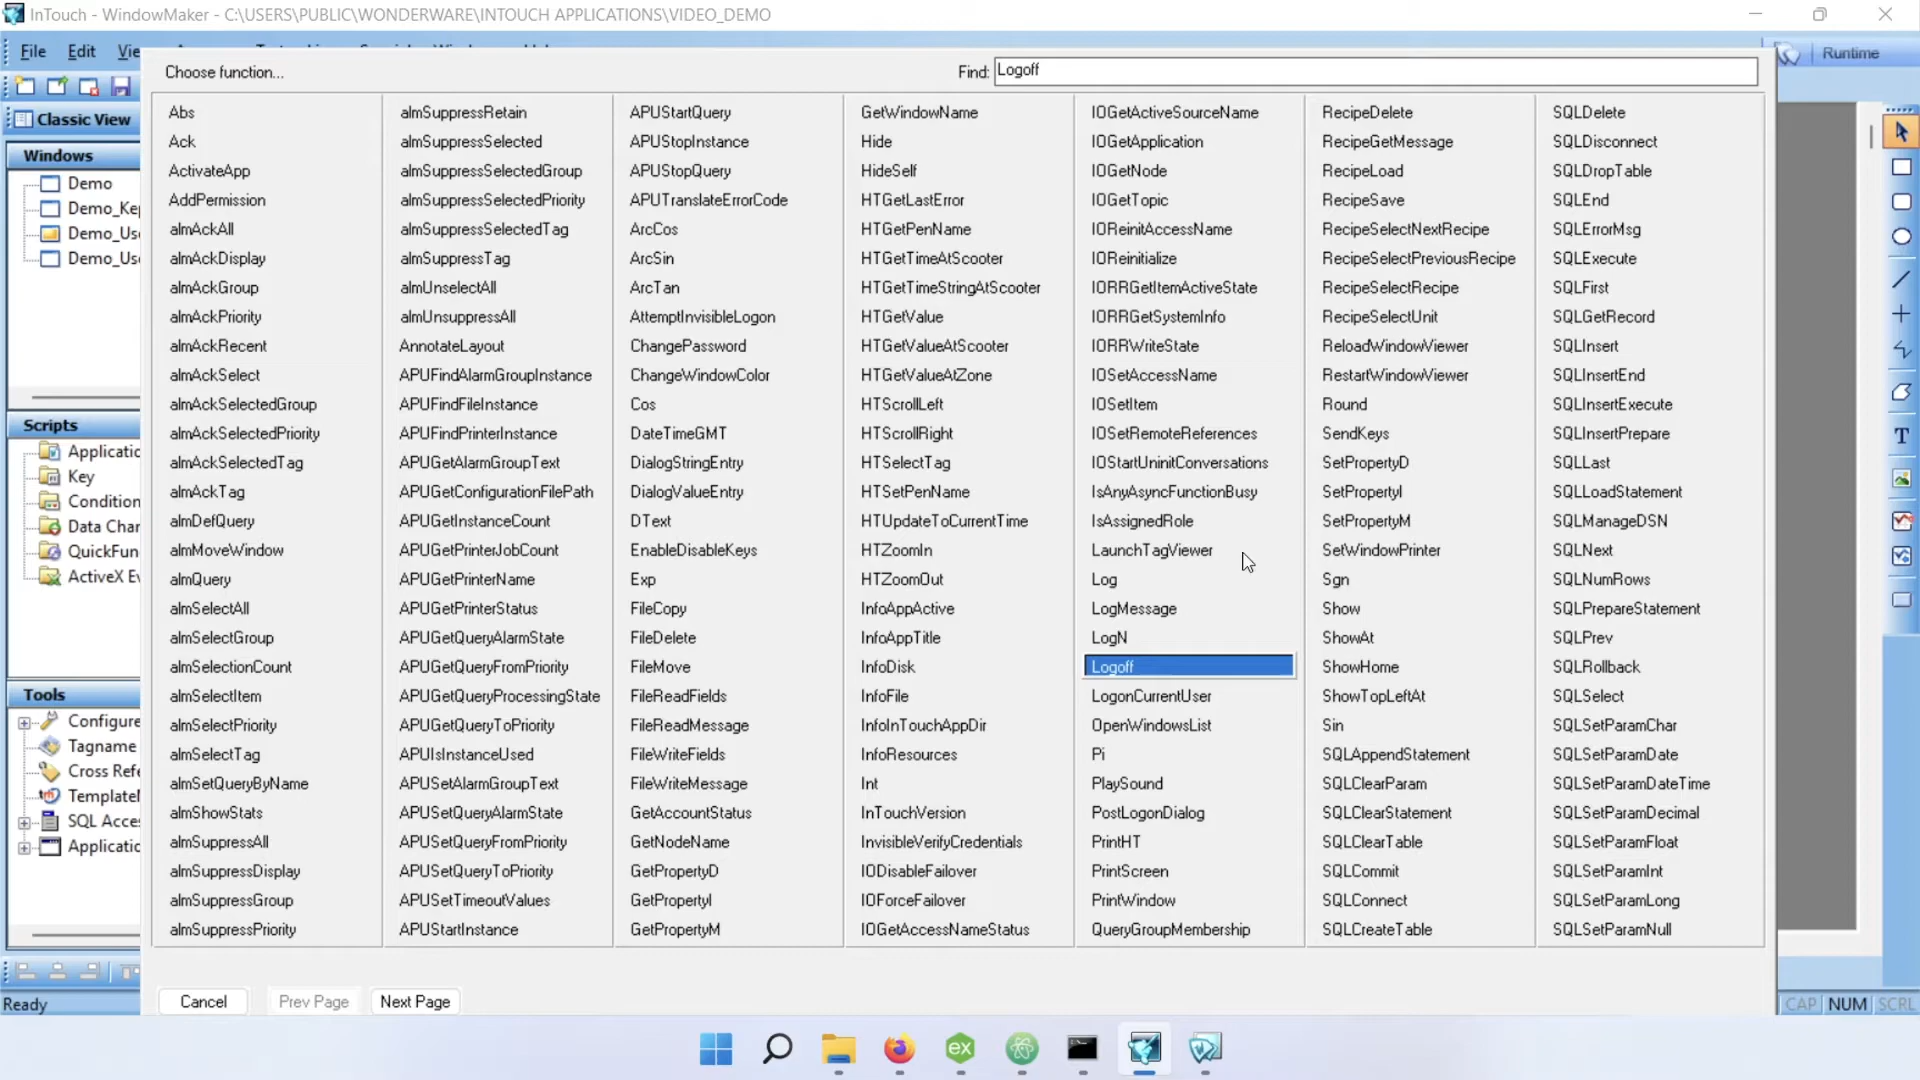 InTouch - WindowMaker - C:\USERS\PUBLIC\WONDERWARE\INTOUCH APPLICATIONS\VIDEO_DEMO
File Edit Vie
Runtime
Choose function...
Find: Logoff
Classic View
Windows
Demo
Demo_Ke
Demo_Use
Demo_Use
Scripts
Applicatic
Key
Condition
Data Char
QuickFun
ActiveX Ev
Tools
Configure
Tagname
Cross Refe
Templatel
SQL Acces
Applicatic
Abs
Ack
ActivateApp
AddPermission
almAckAll
almAckDisplay
almAckGroup
almAckPriority
almAckRecent
almAckSelect
almAckSelectedGroup
almAckSelectedPriority
almAckSelectedTag
almAckTag
almDefQuery
almMoveWindow
almQuery
almSelectAll
almSelectGroup
almSelectionCount
almSelectItem
almSelectPriority
almSelectTag
almSetQueryByName
almShowStats
almSuppressAll
almSuppressDisplay
almSuppressGroup
almSuppressPriority
almSuppressRetain
almSuppressSelected
almSuppressSelectedGroup
almSuppressSelectedPriority
almSuppressSelectedTag
almSuppressTag
almUnselectAll
almUnsuppressAll
AnnotateLayout
APUFindAlarmGroupInstance
APUFindFileInstance
APUFindPrinterInstance
APUGetAlarmGroupText
APUGetConfigurationFilePath
APUGetInstanceCount
APUGetPrinterJobCount
APUGetPrinterName
APUGetPrinterStatus
APUGetQueryAlarmState
APUGetQueryFromPriority
APUGetQueryProcessingState
APUGetQueryToPriority
APUIsInstanceUsed
APUSetAlarmGroupText
APUSetQueryAlarmState
APUSetQueryFromPriority
APUSetQueryToPriority
APUSetTimeoutValues
APUStartInstance
APUStartQuery
APUStopInstance
APUStopQuery
APUTranslateErrorCode
ArcCos
ArcSin
ArcTan
AttemptInvisibleLogon
ChangePassword
ChangeWindowColor
Cos
DateTimeGMT
DialogStringEntry
DialogValueEntry
DText
EnableDisableKeys
Exp
FileCopy
FileDelete
FileMove
FileReadFields
FileReadMessage
FileWriteFields
FileWriteMessage
GetAccountStatus
GetNodeName
GetPropertyD
GetPropertyI
GetPropertyM
GetWindowName
Hide
HideSelf
HTGetLastError
HTGetPenName
HTGetTimeAtScooter
HTGetTimeStringAtScooter
HTGetValue
HTGetValueAtScooter
HTGetValueAtZone
HTScrollLeft
HTScrollRight
HTSelectTag
HTSetPenName
HTUpdateToCurrentTime
HTZoomIn
HTZoomOut
InfoAppActive
InfoAppTitle
InfoDisk
InfoFile
InfoInTouchAppDir
InfoResources
Int
InTouchVersion
InvisibleVerifyCredentials
IODisableFailover
IOForceFailover
IOGetAccessNameStatus
IOGetActiveSourceName
IOGetApplication
IOGetNode
IOGetTopic
IOReinitAccessName
IOReinitialize
IORRGetItemActiveState
IORRGetSystemInfo
IORRWriteState
IOSetAccessName
IOSetItem
IOSetRemoteReferences
IOStartUninitConversations
IsAnyAsyncFunctionBusy
IsAssignedRole
LaunchTagViewer
Log
LogMessage
LogN
Logoff
LogonCurrentUser
OpenWindowsList
Pi
PlaySound
PostLogonDialog
PrintHT
PrintScreen
PrintWindow
QueryGroupMembership
RecipeDelete
RecipeGetMessage
RecipeLoad
RecipeSave
RecipeSelectNextRecipe
RecipeSelectPreviousRecipe
RecipeSelectRecipe
RecipeSelectUnit
ReloadWindowViewer
RestartWindowViewer
Round
SendKeys
SetPropertyD
SetPropertyI
SetPropertyM
SetWindowPrinter
Sgn
Show
ShowAt
ShowHome
ShowTopLeftAt
Sin
SQLAppendStatement
SQLClearParam
SQLClearStatement
SQLClearTable
SQLCommit
SQLConnect
SQLCreateTable
SQLDelete
SQLDisconnect
SQLDropTable
SQLEnd
SQLErrorMsg
SQLExecute
SQLFirst
SQLGetRecord
SQLInsert
SQLInsertEnd
SQLInsertExecute
SQLInsertPrepare
SQLLast
SQLLoadStatement
SQLManageDSN
SQLNext
SQLNumRows
SQLPrepareStatement
SQLPrev
SQLRollback
SQLSelect
SQLSetParamChar
SQLSetParamDate
SQLSetParamDateTime
SQLSetParamDecimal
SQLSetParamFloat
SQLSetParamInt
SQLSetParamLong
SQLSetParamNull
Cancel Prev Page Next Page
Ready
CAP NUM SCRL
ex